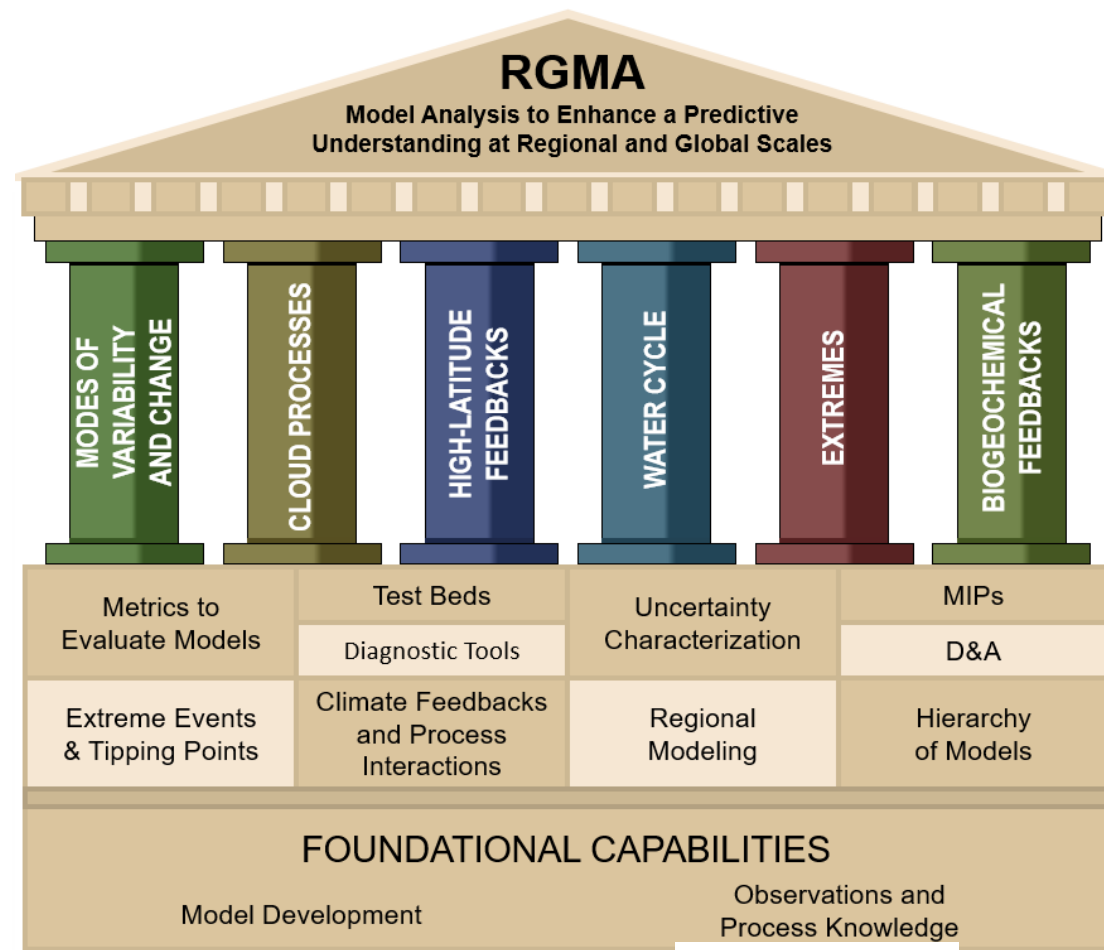 RGMA
Model Analysis to Enhance a Predictive
Understanding at Regional and Global Scales
MODES OF
VARIABILITY
AND CHANGE
CLOUD PROCESSES
HIGH-LATITUDE
FEEDBACKS
WATER CYCLE
EXTREMES
BIOGEOCHEMICAL
FEEDBACKS
Metrics to
Evaluate Models
Test Beds
Diagnostic Tools
Uncertainty
Characterization
MIPs
D&A
Extreme Events
& Tipping Points
Climate Feedbacks
and Process
Interactions
Regional
Modeling
Hierarchy
of Models
FOUNDATIONAL CAPABILITIES
Model Development
Observations and
Process Knowledge